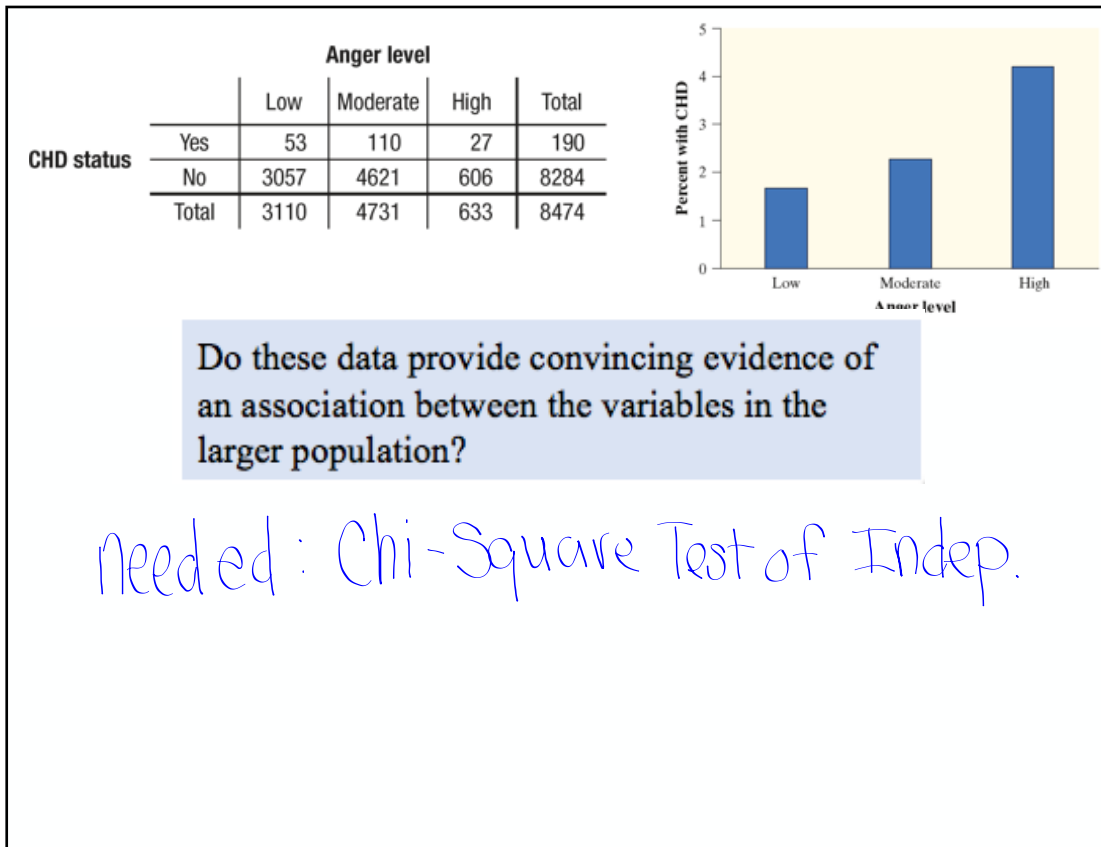 Anger level
Low Moderate High Total
CHD status
Yes 53 110 27 190
No 3057 4621 606 8284
Total 3110 4731 633 8474
5
4
3
2
1
0
Percent with CHD
Low Moderate High
Anger level
Do these data provide convincing evidence of
an association between the variables in the
larger population?
needed: Chi-Square Test of Indep.